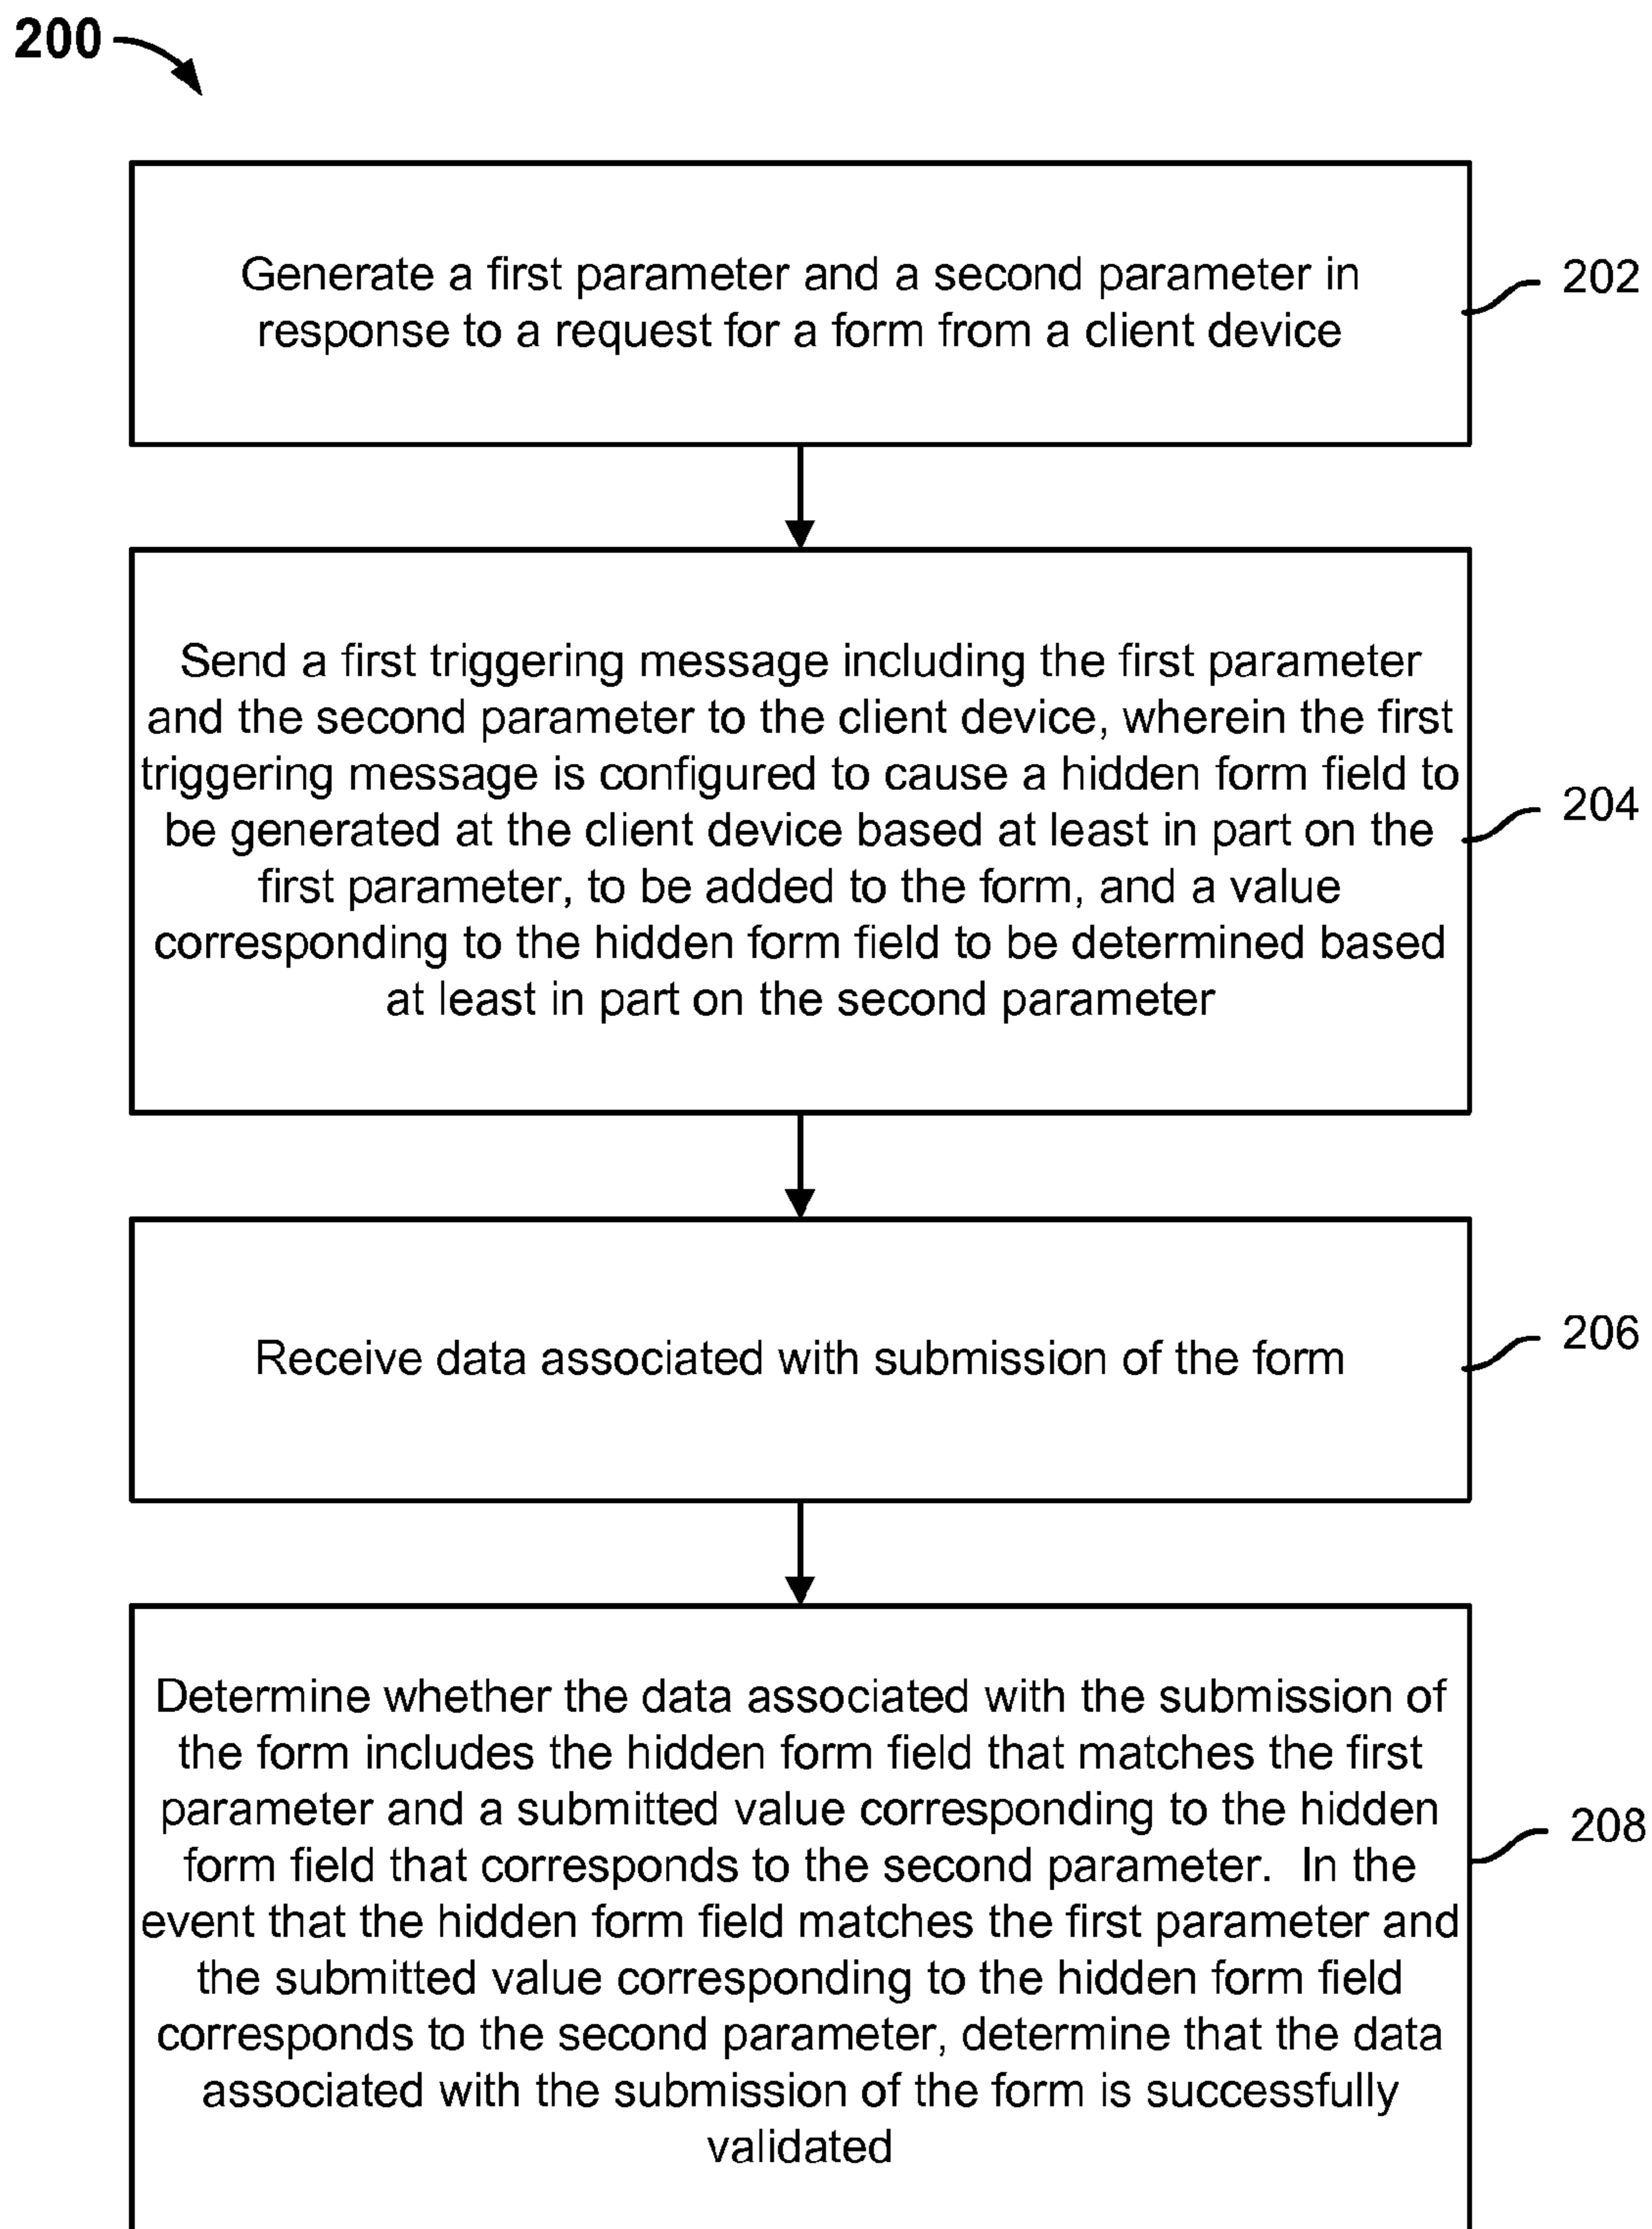 200
Generate a first parameter and a second parameter in
response to a request for a form from a client device
202
Send a first triggering message including the first parameter
and the second parameter to the client device, wherein the first
triggering message is configured to cause a hidden form field to
be generated at the client device based at least in part on the
first parameter, to be added to the form, and a value
corresponding to the hidden form field to be determined based
at least in part on the second parameter
204
Receive data associated with submission of the form
206
Determine whether the data associated with the submission of
the form includes the hidden form field that matches the first
parameter and a submitted value corresponding to the hidden
form field that corresponds to the second parameter.  In the
event that the hidden form field matches the first parameter and
the submitted value corresponding to the hidden form field
corresponds to the second parameter, determine that the data
associated with the submission of the form is successfully
validated
208